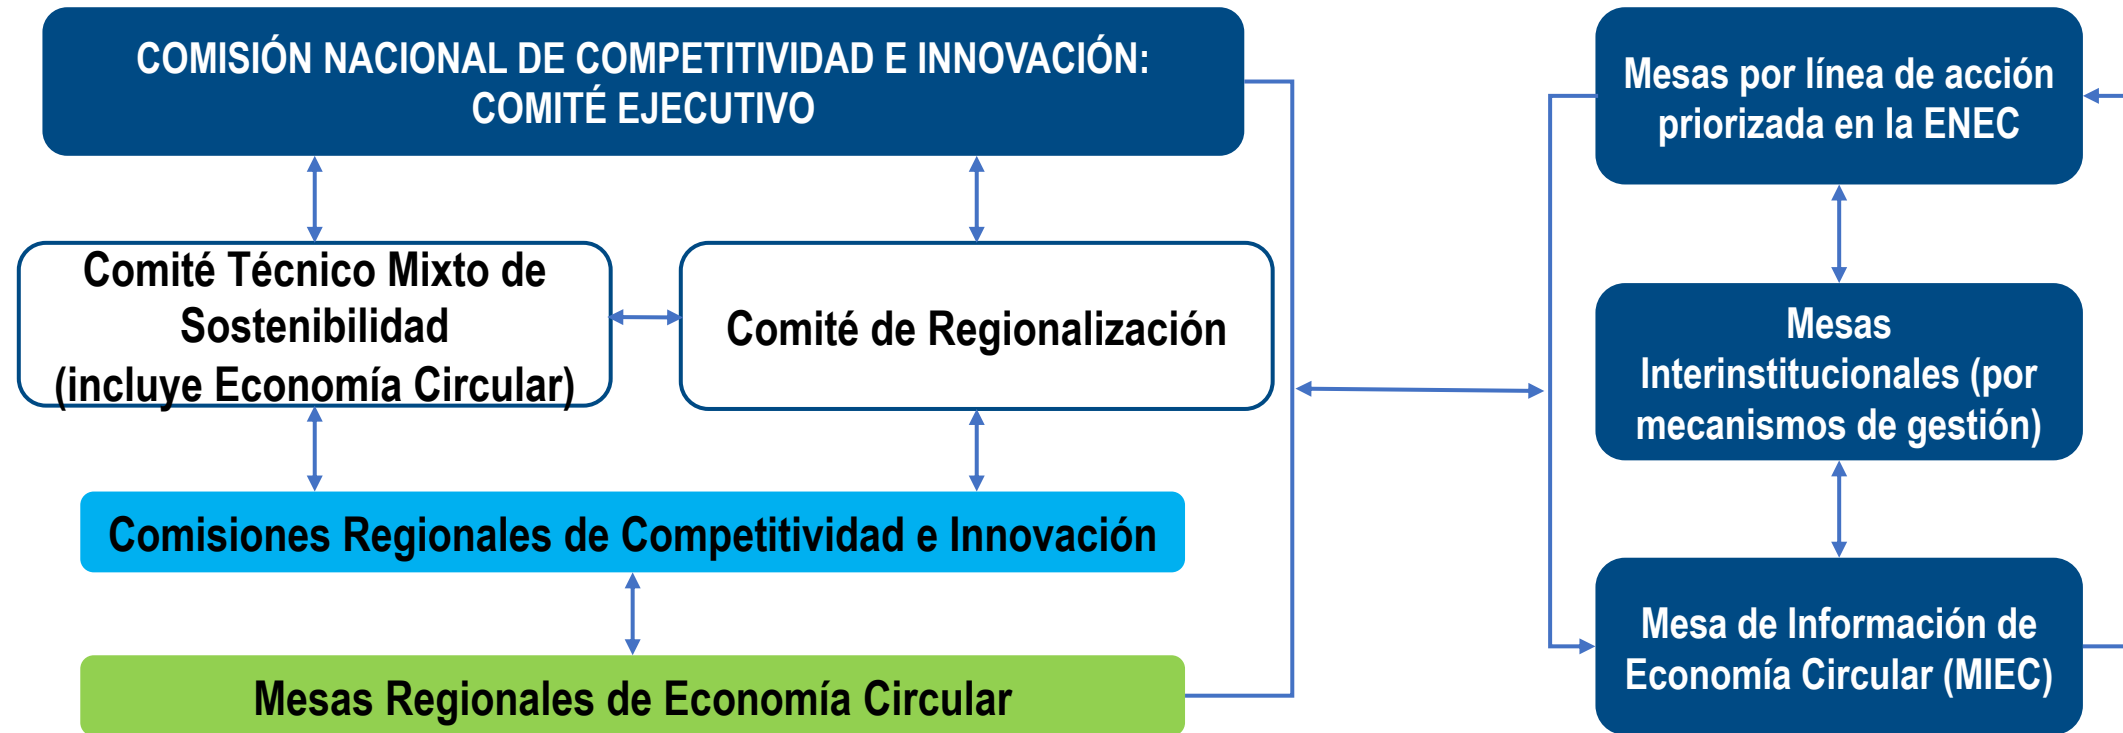 COMISIÓN NACIONAL DE COMPETITIVIDAD E INNOVACIÓN:
COMITÉ EJECUTIVO
Comité Técnico Mixto de
Sostenibilidad
(incluye Economía Circular)
Comité de Regionalización
Comisiones Regionales de Competitividad e Innovación
Mesas Regionales de Economía Circular
Mesas por línea de acción
priorizada en la ENEC
Mesas
Interinstitucionales (por
mecanismos de gestión)
Mesa de Información de
Economía Circular (MIEC)